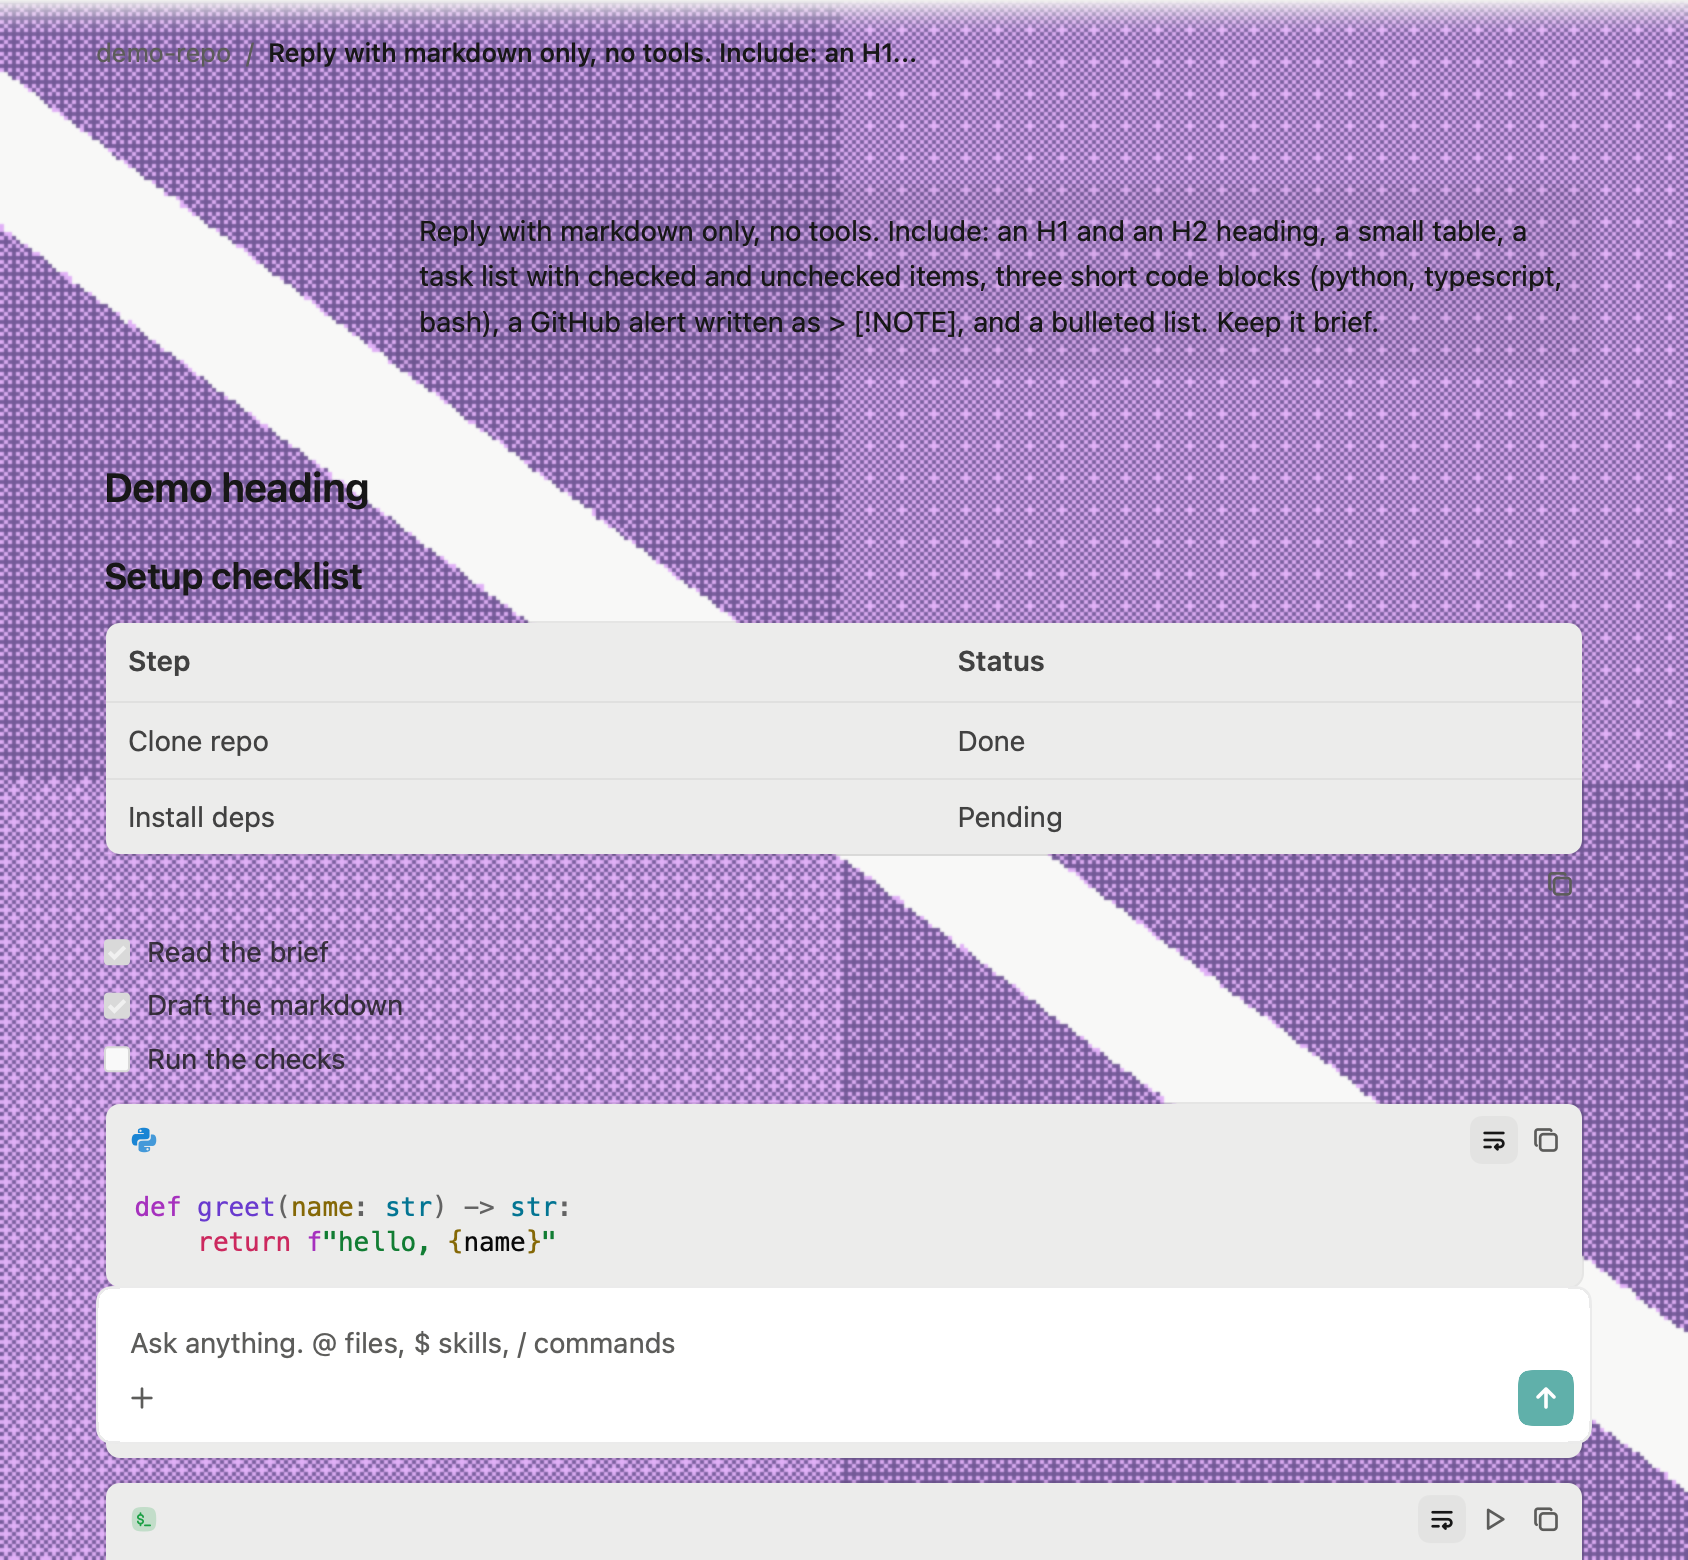 demo-repo / Reply with markdown only, no tools. Include: an H1...
Reply with markdown only, no tools. Include: an H1 and an H2 heading, a small table, a
task list with checked and unchecked items, three short code blocks (python, typescript,
bash), a GitHub alert written as > [!NOTE], and a bulleted list. Keep it brief.
Demo heading
Setup checklist
Step Status
Clone repo Done
Install deps Pending
Read the brief
Draft the markdown
Run the checks
def greet(name: str) -> str:
    return f"hello, {name}"
Ask anything. @ files, $ skills, / commands
$_